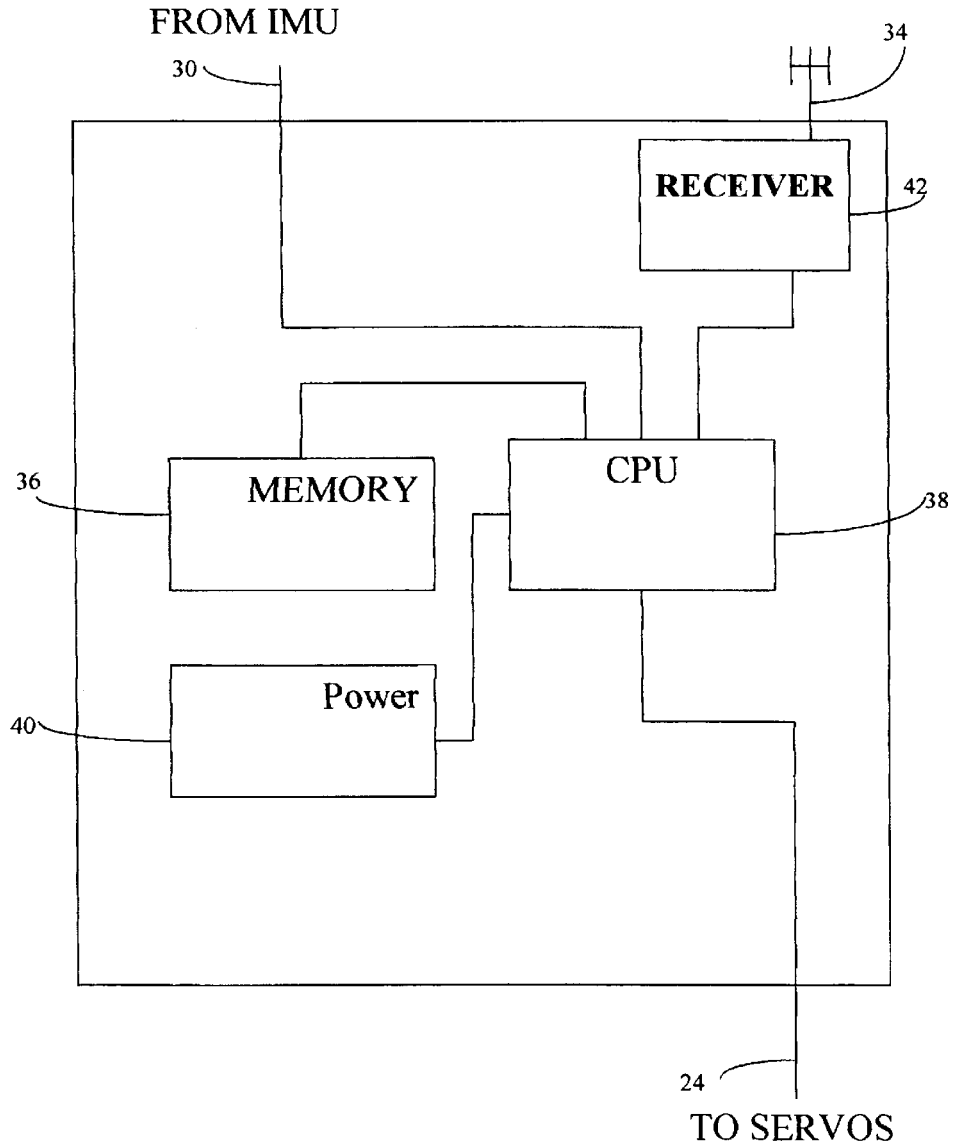 FROM IMU
30
34
RECEIVER
42
CPU
MEMORY
36
38
Power
40
24
TO SERVOS